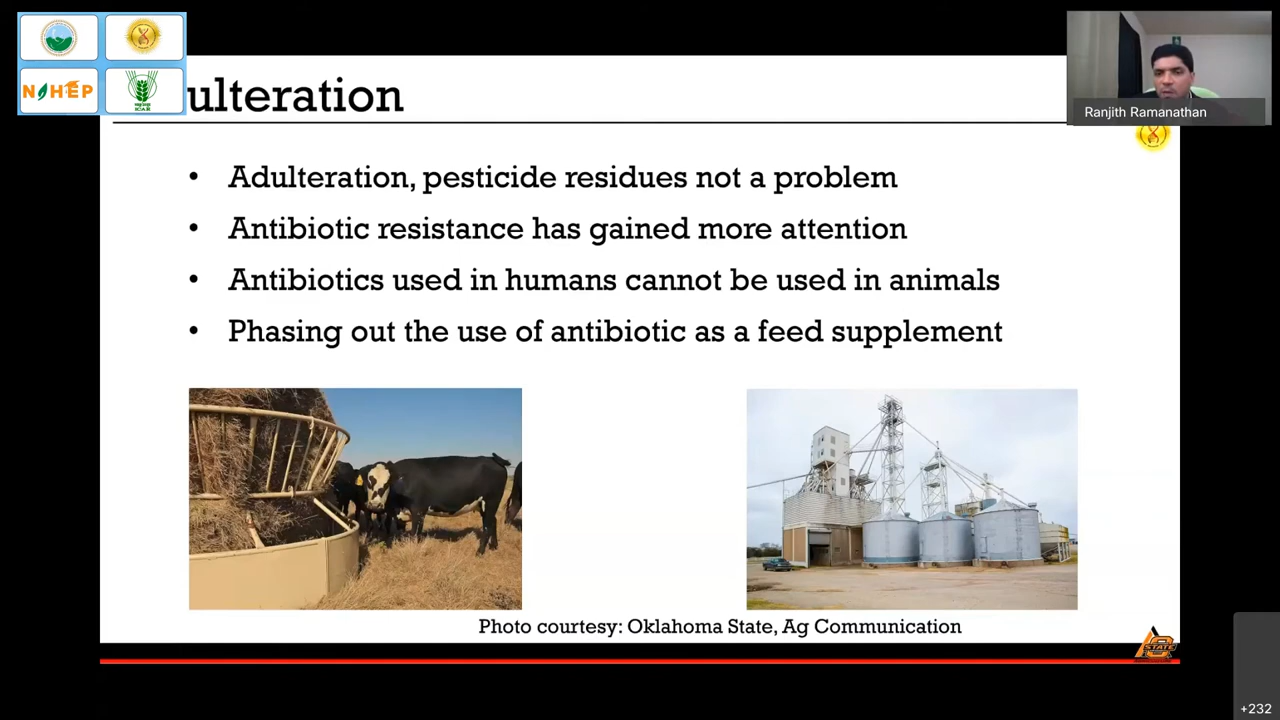 NAHEP
ICAR
ulteration
Ranjith Ramanathan
• Adulteration, pesticide residues not a problem
• Antibiotic resistance has gained more attention
• Antibiotics used in humans cannot be used in animals
• Phasing out the use of antibiotic as a feed supplement
Photo courtesy: Oklahoma State, Ag Communication
STATE
+232